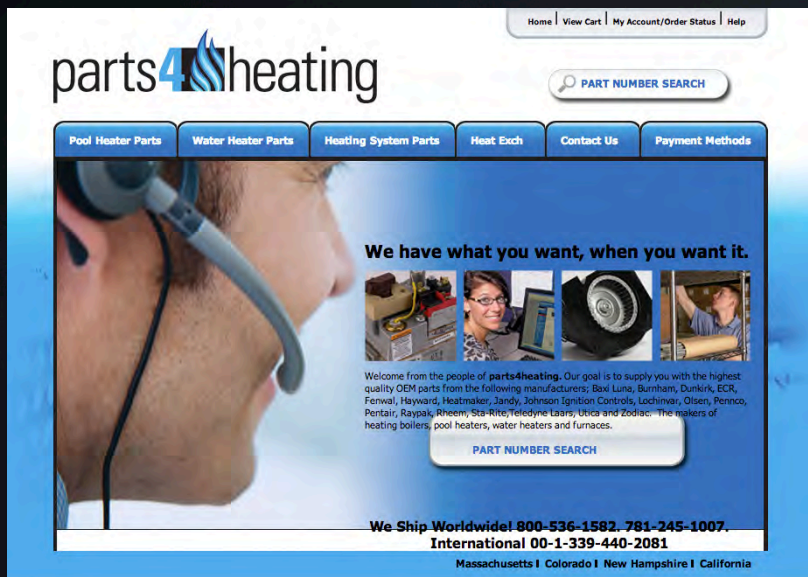 Home | View Cart | My Account/Order Status | Help
parts4heating
PART NUMBER SEARCH
Pool Heater Parts Water Heater Parts Heating System Parts Heat Exch Contact Us Payment Methods
We have what you want, when you want it.
Welcome from the people of parts4heating. Our goal is to supply you with the highest
quality OEM parts from the following manufacturers; Baxi Luna, Burnham, Dunkirk, ECR,
Fenwal, Hayward, Heatmaker, Jandy, Johnson Ignition Controls, Lochinvar, Olsen, Pennco,
Pentair, Raypak, Rheem, Sta-Rite,Teledyne Laars, Utica and Zodiac. The makers of
heating boilers, pool heaters, water heaters and furnaces.
PART NUMBER SEARCH
We Ship Worldwide! 800-536-1582. 781-245-1007.
International 00-1-339-440-2081
Massachusetts I Colorado I New Hampshire I California